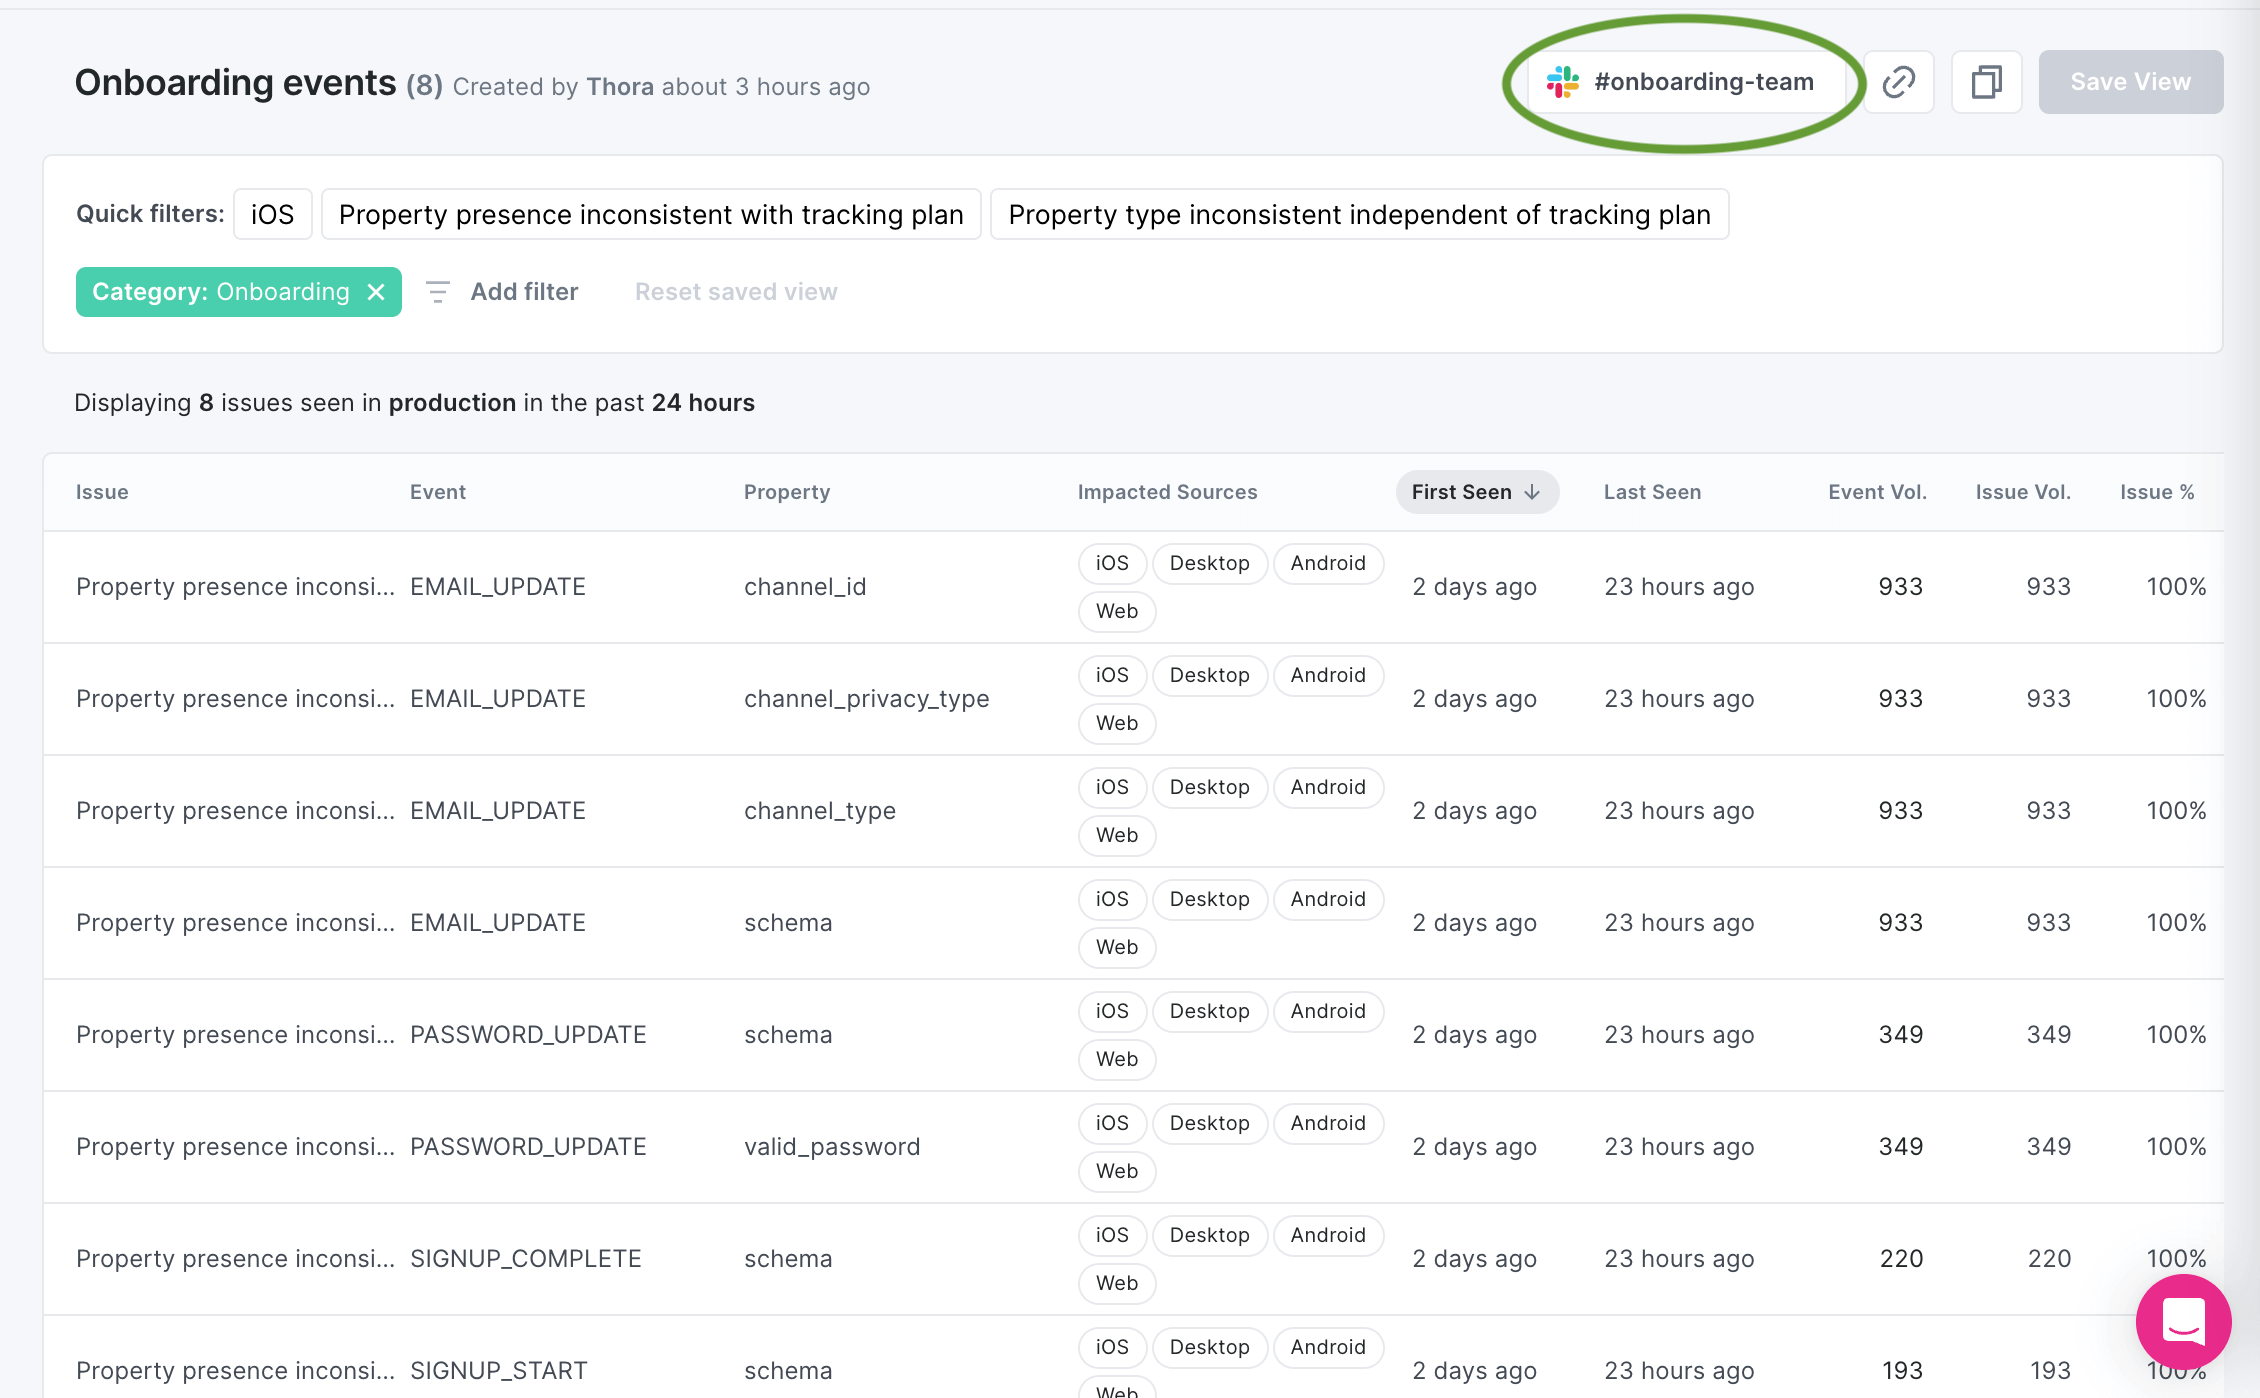 Onboarding events (8) Created by Thora about 3 hours ago
#onboarding-team
Save View
Quick filters: iOS Property presence inconsistent with tracking plan Property type inconsistent independent of tracking plan
Category: Onboarding Add filter Reset saved view
Displaying 8 issues seen in production in the past 24 hours
Issue Event Property Impacted Sources First Seen Last Seen Event Vol. Issue Vol. Issue %
iOS Desktop Android
Property presence inconsi... EMAIL_UPDATE channel_id 2 days ago 23 hours ago 933 933 100%
Web
iOS Desktop Android
Property presence inconsi... EMAIL_UPDATE channel_privacy_type 2 days ago 23 hours ago 933 933 100%
Web
iOS Desktop Android
Property presence inconsi... EMAIL_UPDATE channel_type 2 days ago 23 hours ago 933 933 100%
Web
iOS Desktop Android
Property presence inconsi... EMAIL_UPDATE schema 2 days ago 23 hours ago 933 933 100%
Web
iOS Desktop Android
Property presence inconsi... PASSWORD_UPDATE schema 2 days ago 23 hours ago 349 349 100%
Web
iOS Desktop Android
Property presence inconsi... PASSWORD_UPDATE valid_password 2 days ago 23 hours ago 349 349 100%
Web
iOS Desktop Android
Property presence inconsi... SIGNUP_COMPLETE schema 2 days ago 23 hours ago 220 220 100%
Web
iOS Desktop Android
Property presence inconsi... SIGNUP_START schema 2 days ago 23 hours ago 193 193 100%
Web